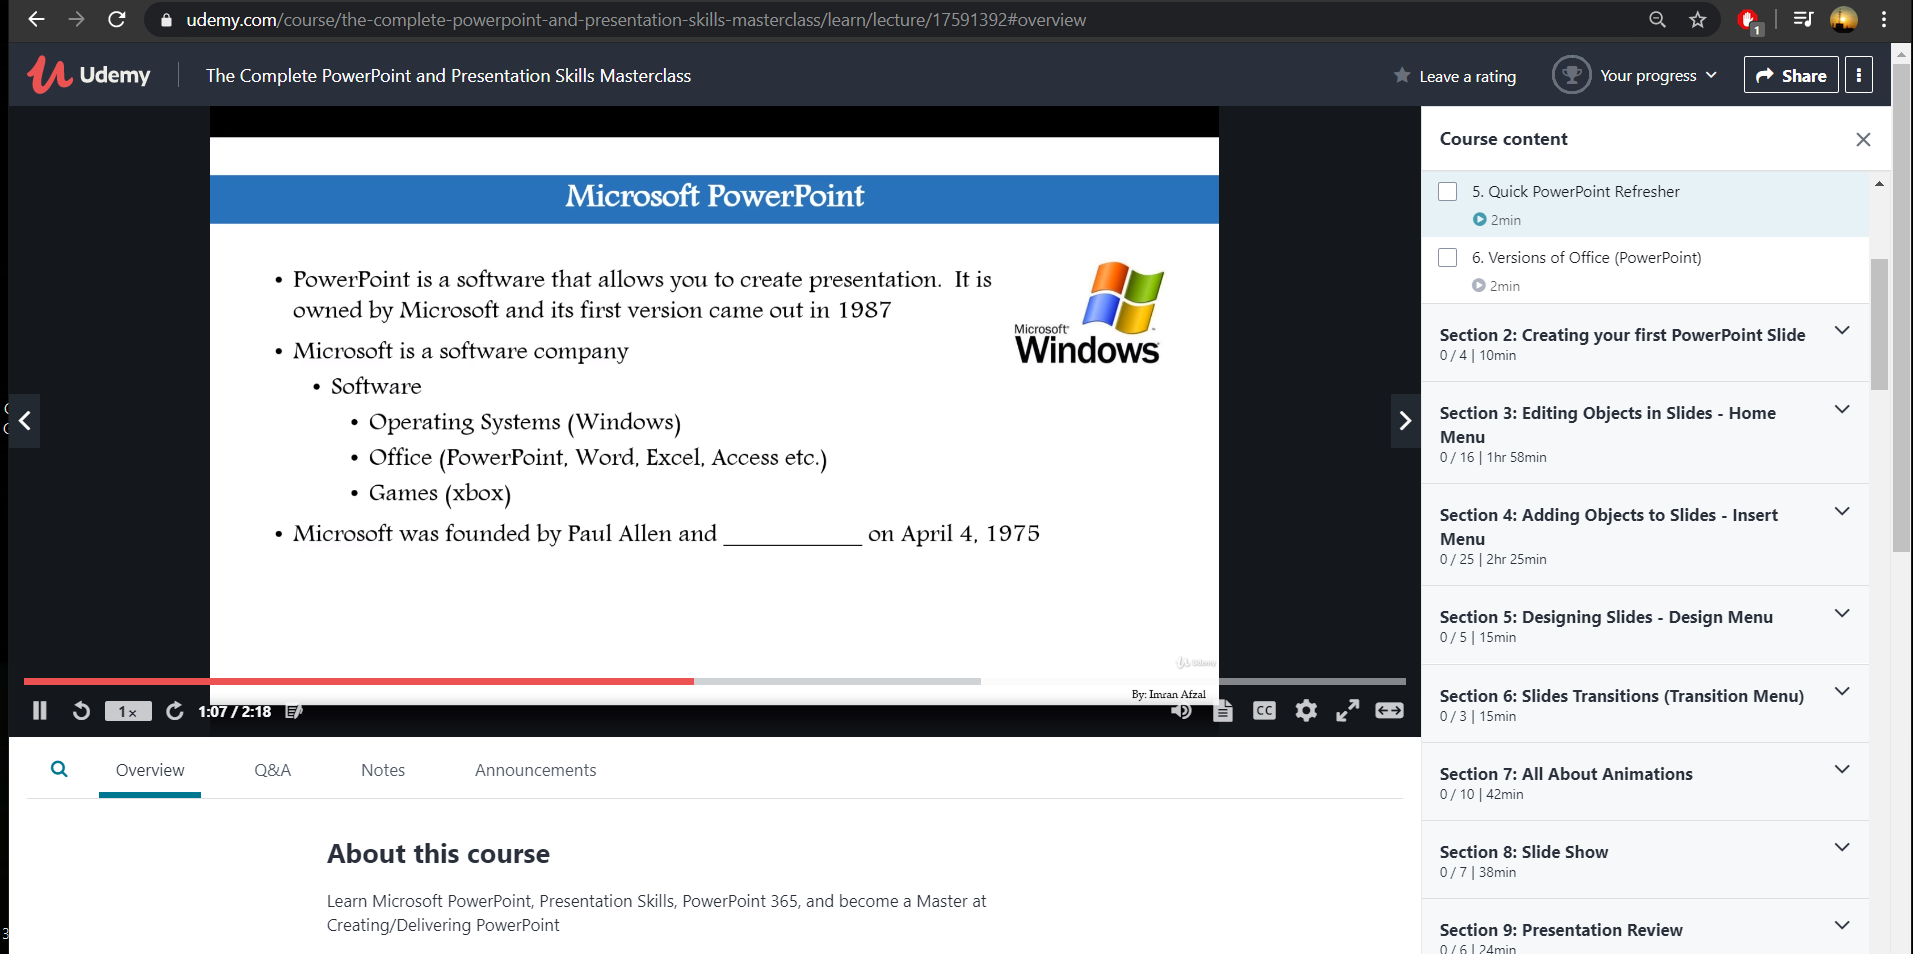 udemy.com/course/the-complete-powerpoint-and-presentation-skills-masterclass/learn/lecture/17591392#overview
1
Udemy
The Complete PowerPoint and Presentation Skills Masterclass
Leave a rating
Your progress
Share
Microsoft PowerPoint
• PowerPoint is a software that allows you to create presentation. It is
owned by Microsoft and its first version came out in 1987
• Microsoft is a software company
• Software
• Operating Systems (Windows)
• Office (PowerPoint, Word, Excel, Access etc.)
• Games (xbox)
• Microsoft was founded by Paul Allen and ___________ on April 4, 1975
Microsoft
Windows
Udemy
By: Imran Afzal
1x
1:07 / 2:18
CC
Course content
5. Quick PowerPoint Refresher
2min
6. Versions of Office (PowerPoint)
2min
Section 2: Creating your first PowerPoint Slide
0 / 4 | 10min
Section 3: Editing Objects in Slides - Home
Menu
0 / 16 | 1hr 58min
Section 4: Adding Objects to Slides - Insert
Menu
0 / 25 | 2hr 25min
Section 5: Designing Slides - Design Menu
0 / 5 | 15min
Section 6: Slides Transitions (Transition Menu)
0 / 3 | 15min
Section 7: All About Animations
0 / 10 | 42min
Section 8: Slide Show
0 / 7 | 38min
Section 9: Presentation Review
0 / 6 | 24min
Overview
Q&A
Notes
Announcements
About this course
Learn Microsoft PowerPoint, Presentation Skills, PowerPoint 365, and become a Master at
Creating/Delivering PowerPoint